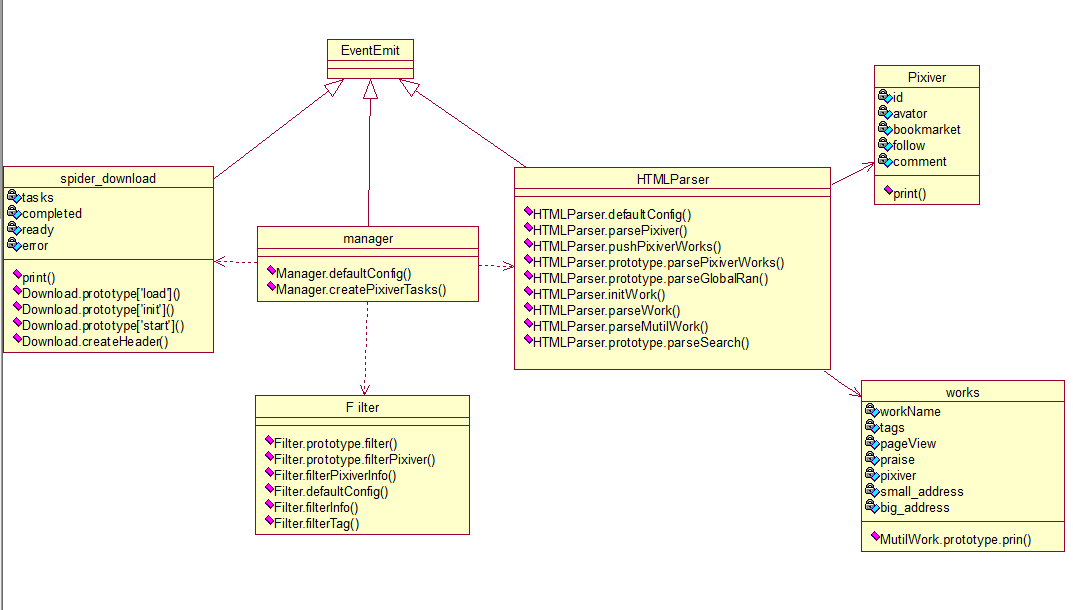 EventEmit
Pixiver
id
avator
bookmarket
follow
comment
print()
spider_download
tasks
completed
ready
error
print()
Download.prototype['load']()
Download.prototype['init']()
Download.prototype['start']()
Download.createHeader()
manager
Manager.defaultConfig()
Manager.createPixiverTasks()
HTMLParser
HTMLParser.defaultConfig()
HTMLParser.parsePixiver()
HTMLParser.pushPixiverWorks()
HTMLParser.prototype.parsePixiverWorks()
HTMLParser.prototype.parseGlobalRan()
HTMLParser.initWork()
HTMLParser.parseWork()
HTMLParser.parseMutilWork()
HTMLParser.prototype.parseSearch()
F ilter
Filter.prototype.filter()
Filter.prototype.filterPixiver()
Filter.filterPixiverInfo()
Filter.defaultConfig()
Filter.filterInfo()
Filter.filterTag()
works
workName
tags
pageView
praise
pixiver
small_address
big_address
MutilWork.prototype.prin()